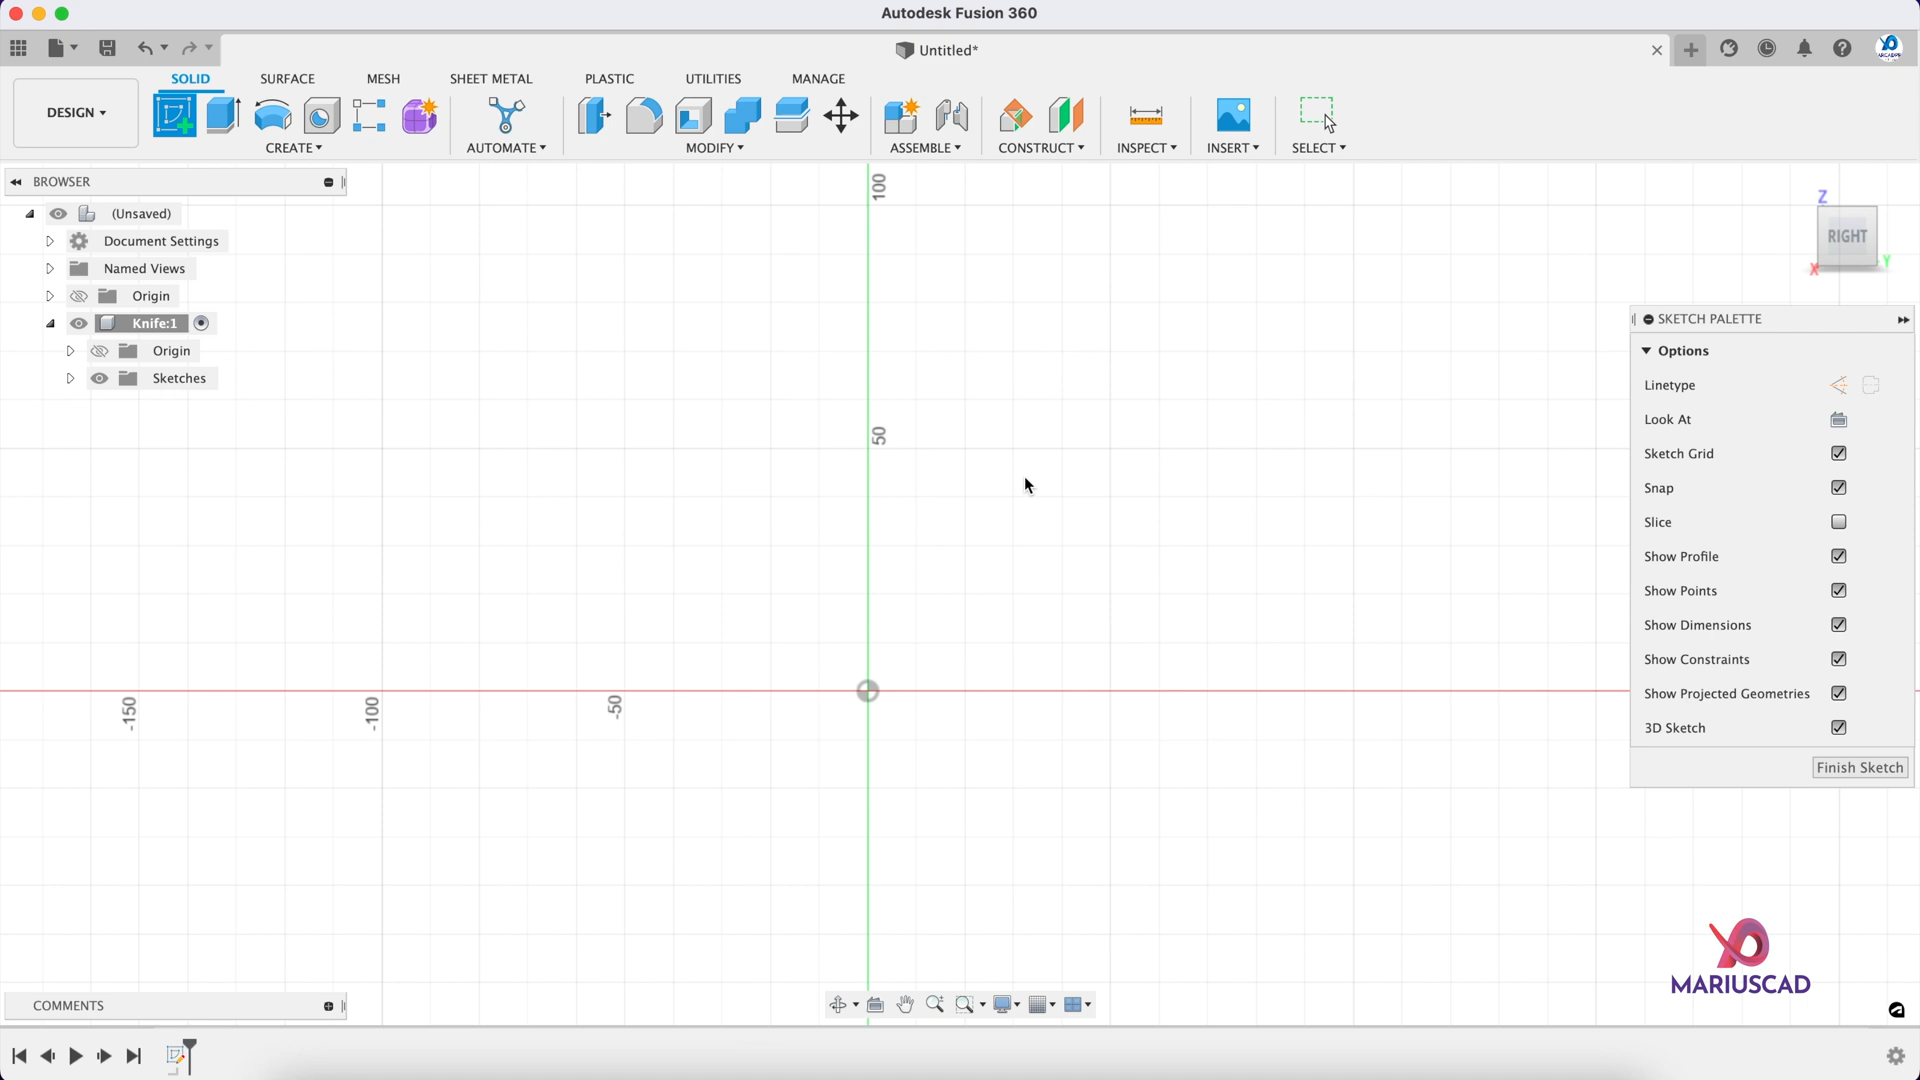 Autodesk Fusion 360
Untitled*
SOLID SURFACE MESH SHEET METAL PLASTIC UTILITIES MANAGE
DESIGN
CREATE AUTOMATE MODIFY ASSEMBLE CONSTRUCT INSPECT INSERT SELECT
BROWSER
(Unsaved)
Document Settings
Named Views
Origin
Knife:1
Origin
Sketches
100
50
-150
-100
-50
Z
RIGHT
X
Y
SKETCH PALETTE
Options
Linetype
Look At
Sketch Grid
Snap
Slice
Show Profile
Show Points
Show Dimensions
Show Constraints
Show Projected Geometries
3D Sketch
Finish Sketch
MARIUSCAD
COMMENTS